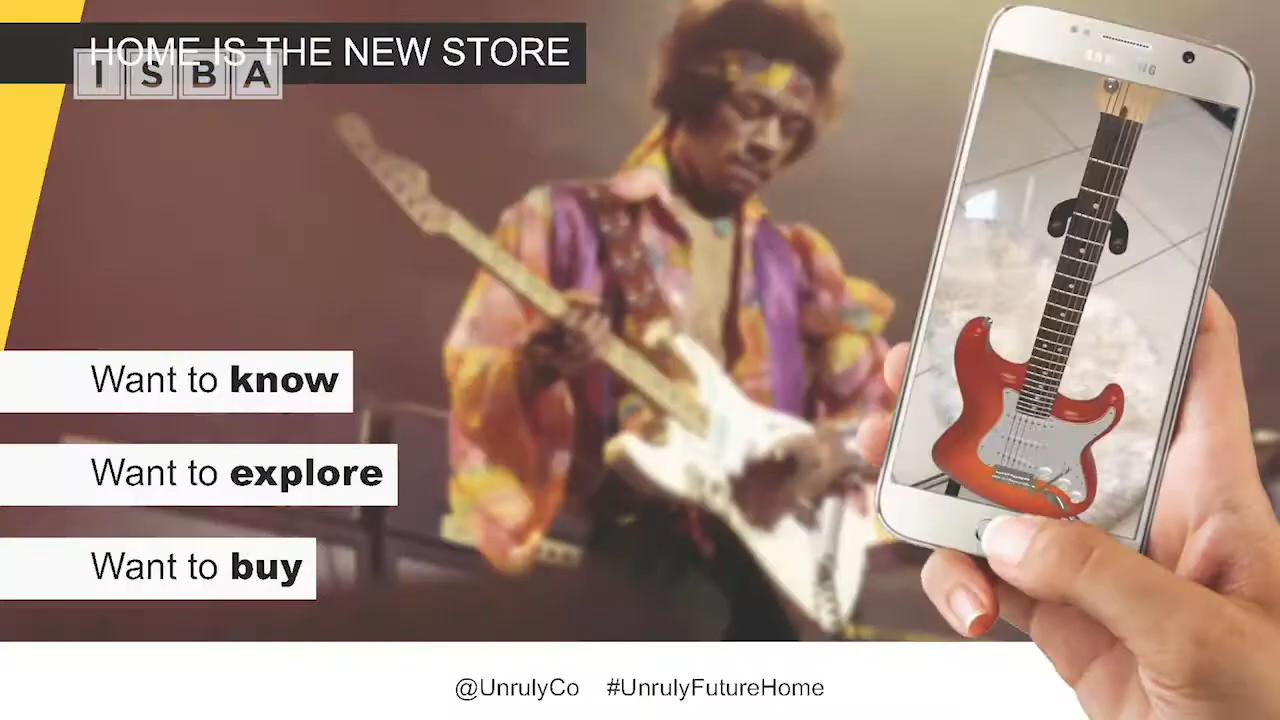 HOME IS THE NEW STORE
ISBA
SAMSUNG
Want to know
Want to explore
Want to buy
@UnrulyCo #UnrulyFutureHome